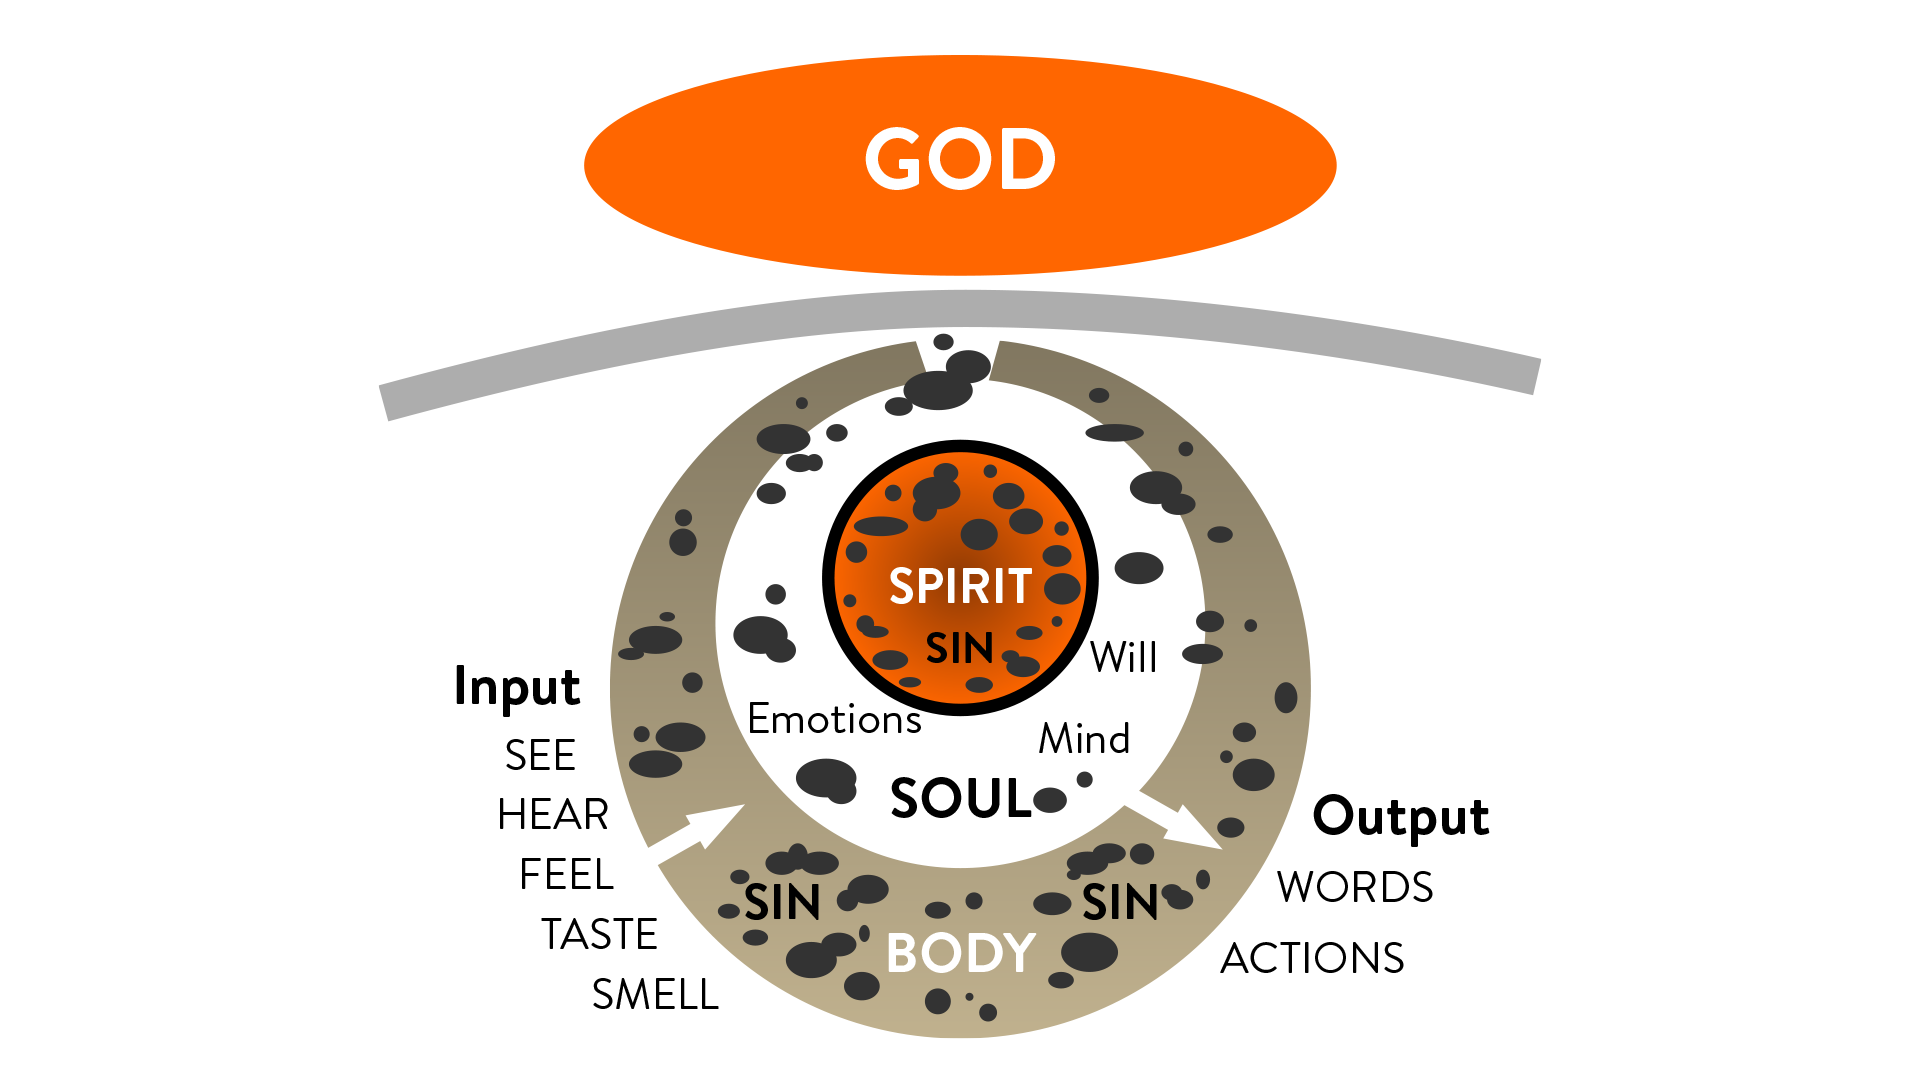 GOD
SPIRIT
SIN
Will
Emotions
Mind
SOUL
Input
SEE
HEAR
FEEL
TASTE
SMELL
SIN
SIN
BODY
Output
WORDS
ACTIONS